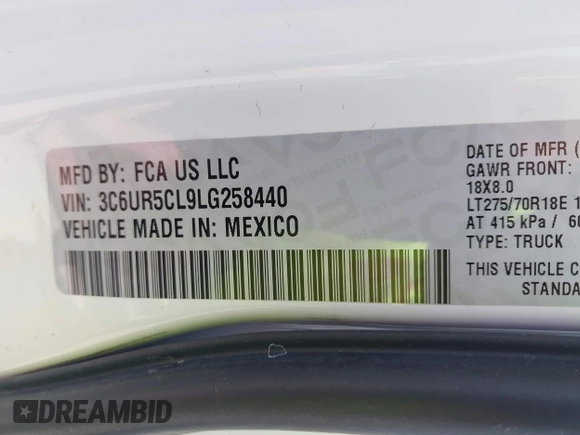 MFD BY: FCA US LLC
VIN: 3C6UR5CL9LG258440
VEHICLE MADE IN: MEXICO
DATE OF MFR (
GAWR FRONT:
18X8.0
LT275/70R18E
AT 415 kPa / 60
TYPE: TRUCK
THIS VEHICLE
STANDA
DREAMBID